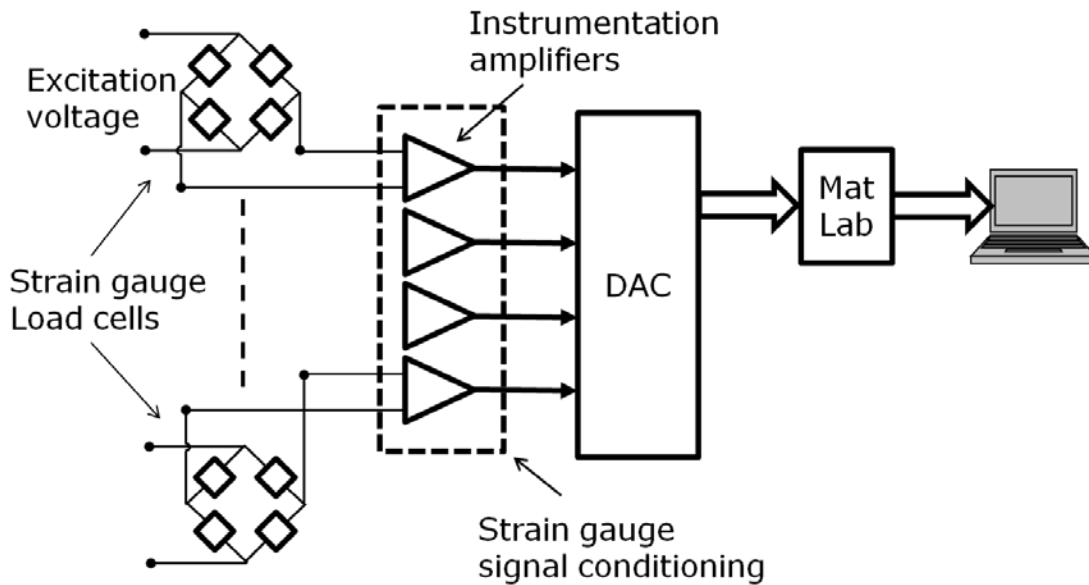 Instrumentation
amplifiers
Excitation
voltage
Strain gauge
Load cells
DAC
Mat
Lab
Strain gauge
signal conditioning